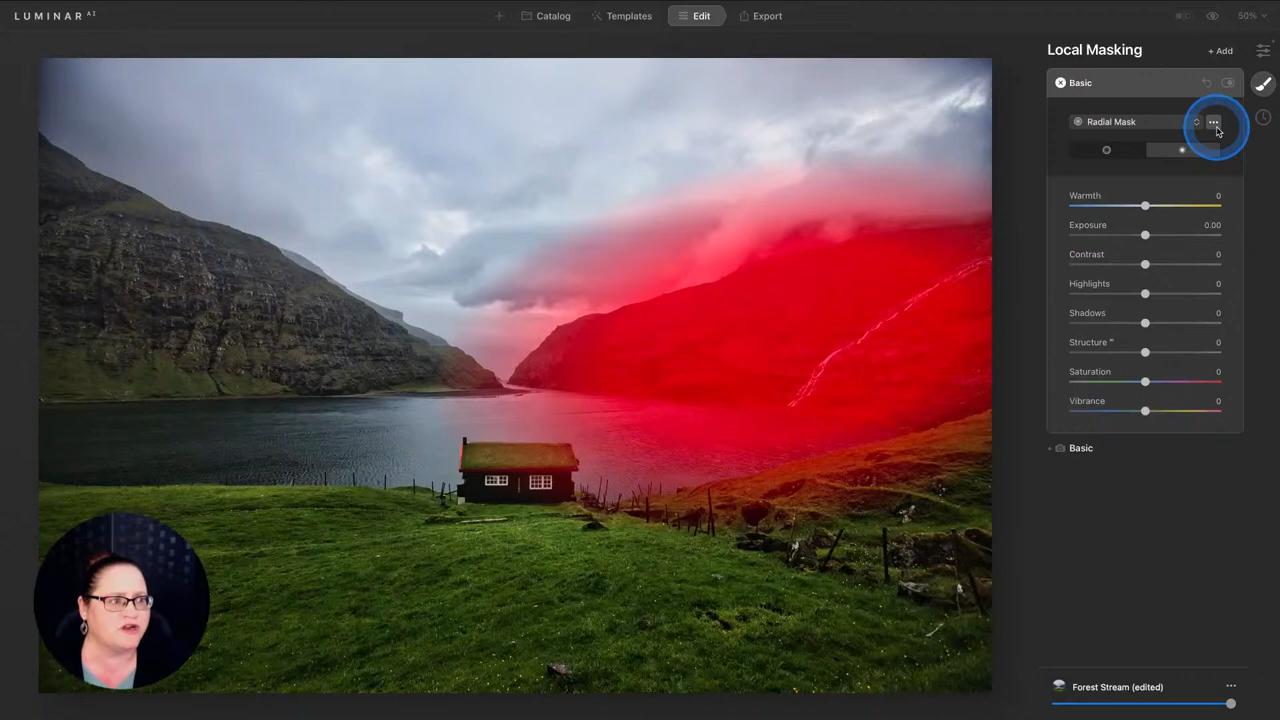 LUMINAR AI
Catalog
Templates
Edit
Export
50%
Local Masking
+ Add
Basic
Radial Mask
Warmth 0
Exposure 0.00
Contrast 0
Highlights 0
Shadows 0
Structure AI 0
Saturation 0
Vibrance 0
Basic
Forest Stream (edited)